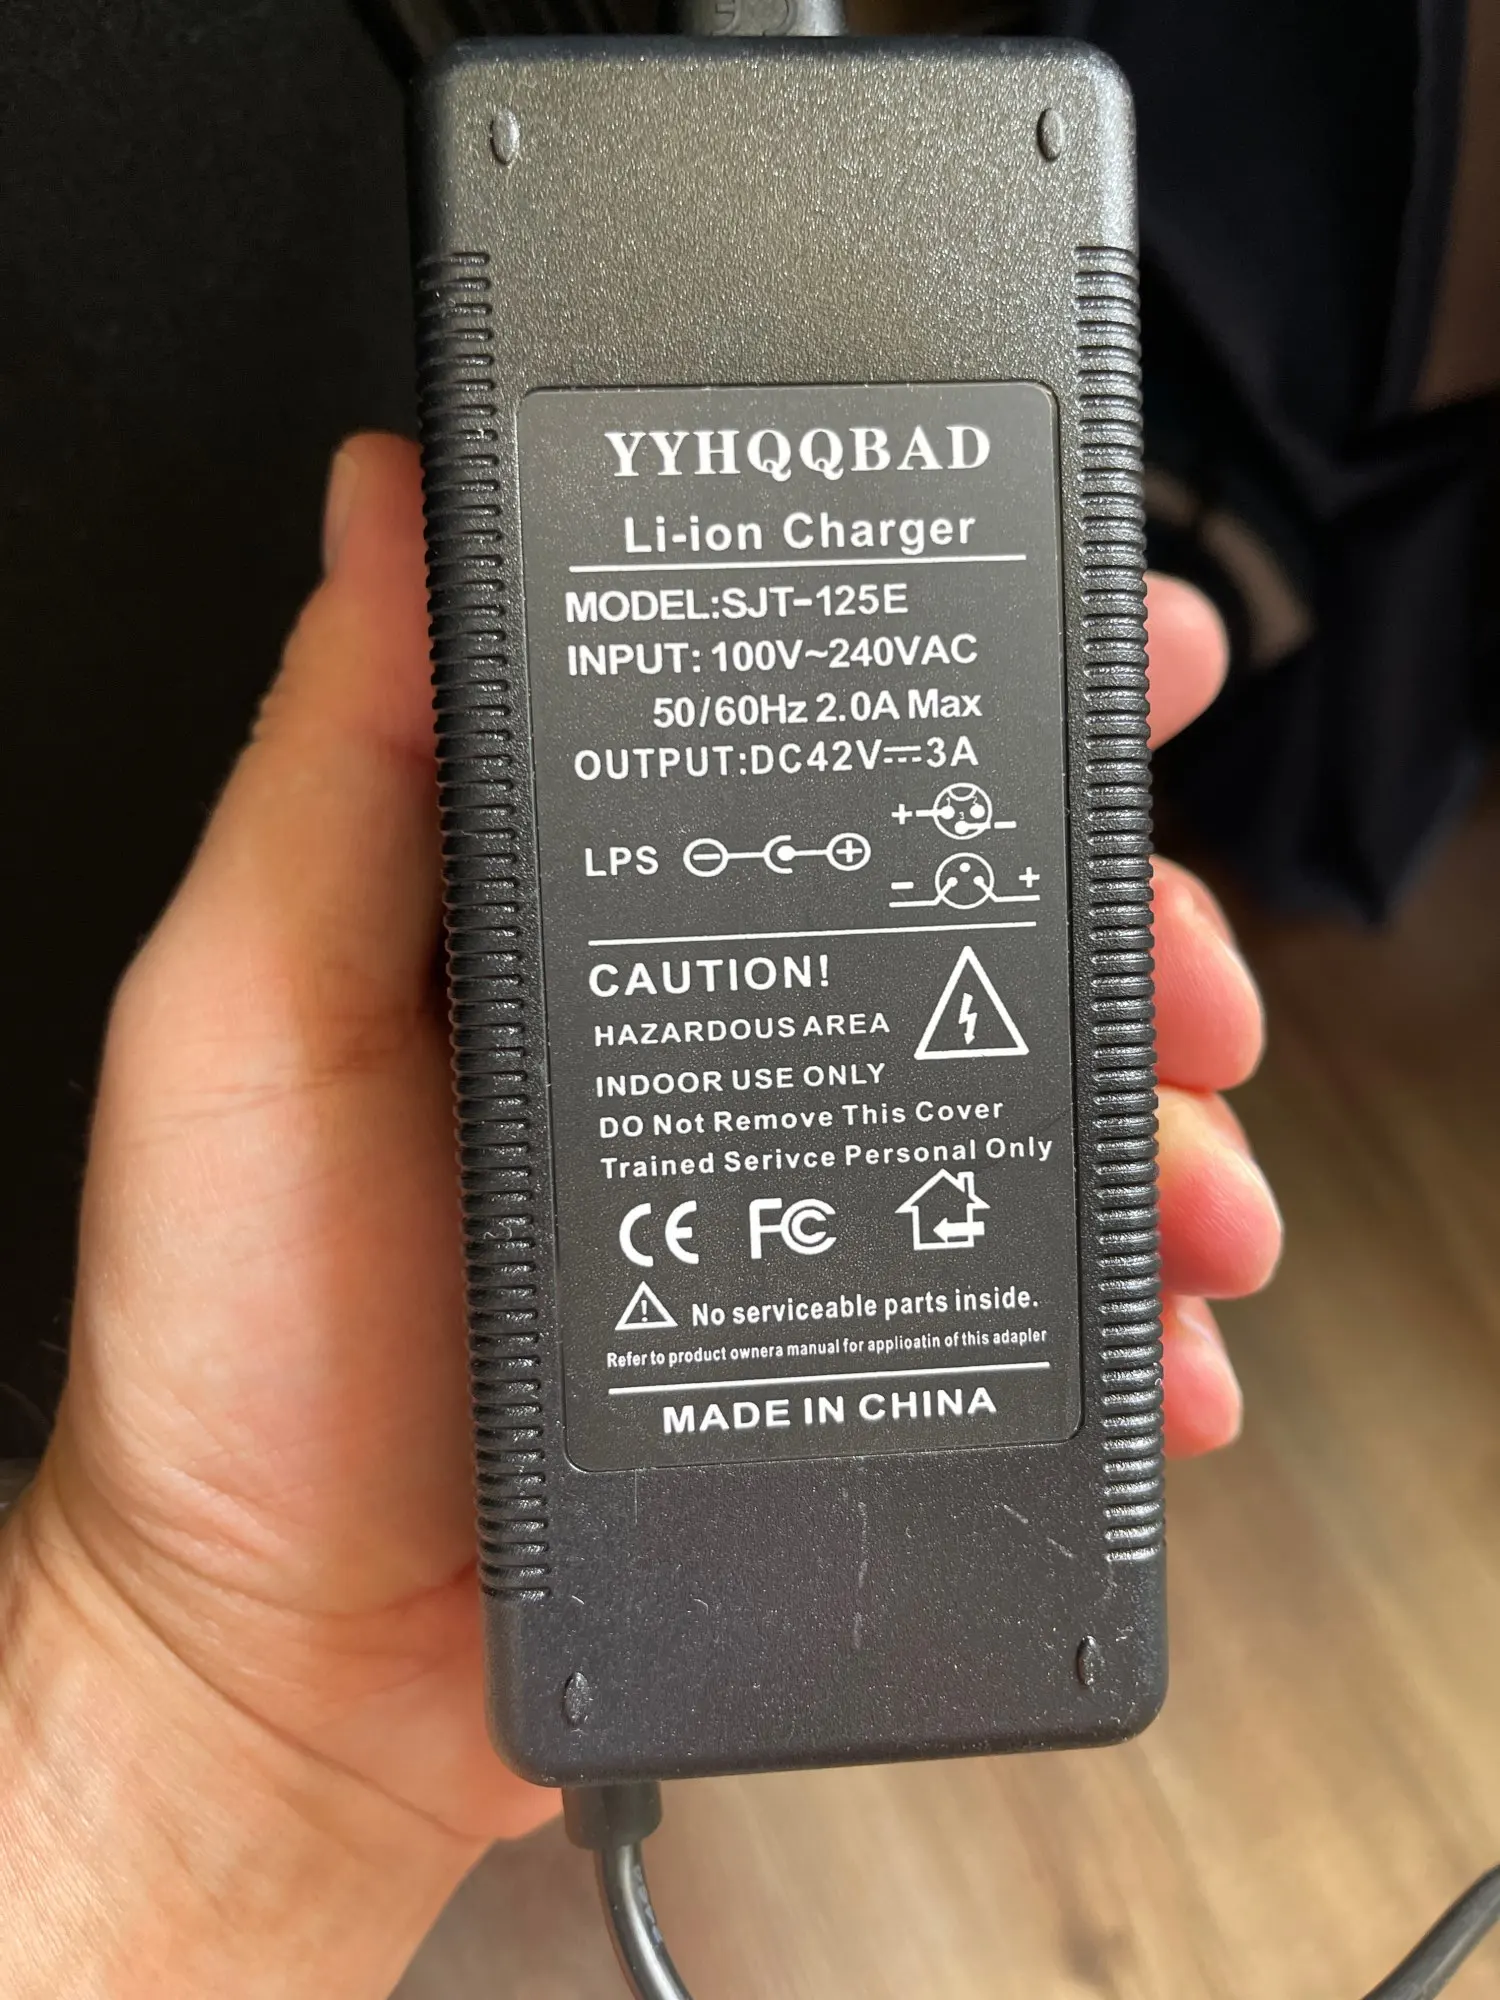 YYHQQBAD
Li-ion Charger
MODEL:SJT-125E
INPUT: 100V~240VAC
50/60Hz 2.0A Max
OUTPUT:DC42V⎓3A
+ -
LPS - +
- +
CAUTION!
HAZARDOUS AREA
INDOOR USE ONLY
DO Not Remove This Cover
Trained Serivce Personal Only
CE FC
! No serviceable parts inside.
Refer to product ownera manual for applioatin of this adapler
MADE IN CHINA